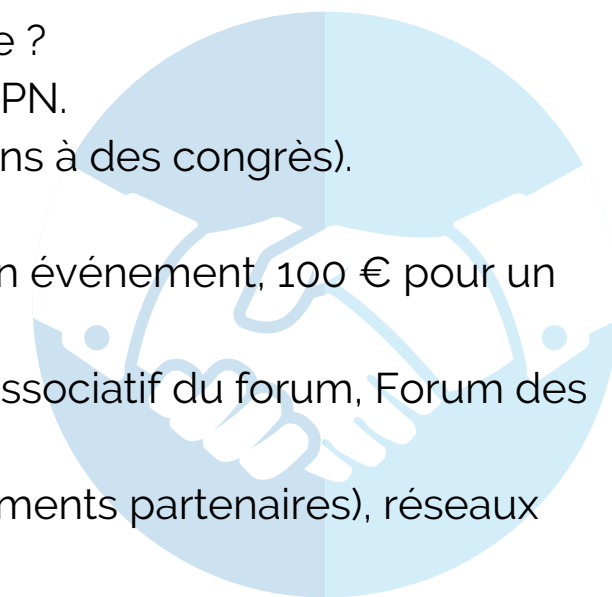 e ?
PN.
ns à des congrès).
n événement, 100 € pour un
ssociatif du forum, Forum des
ments partenaires), réseaux